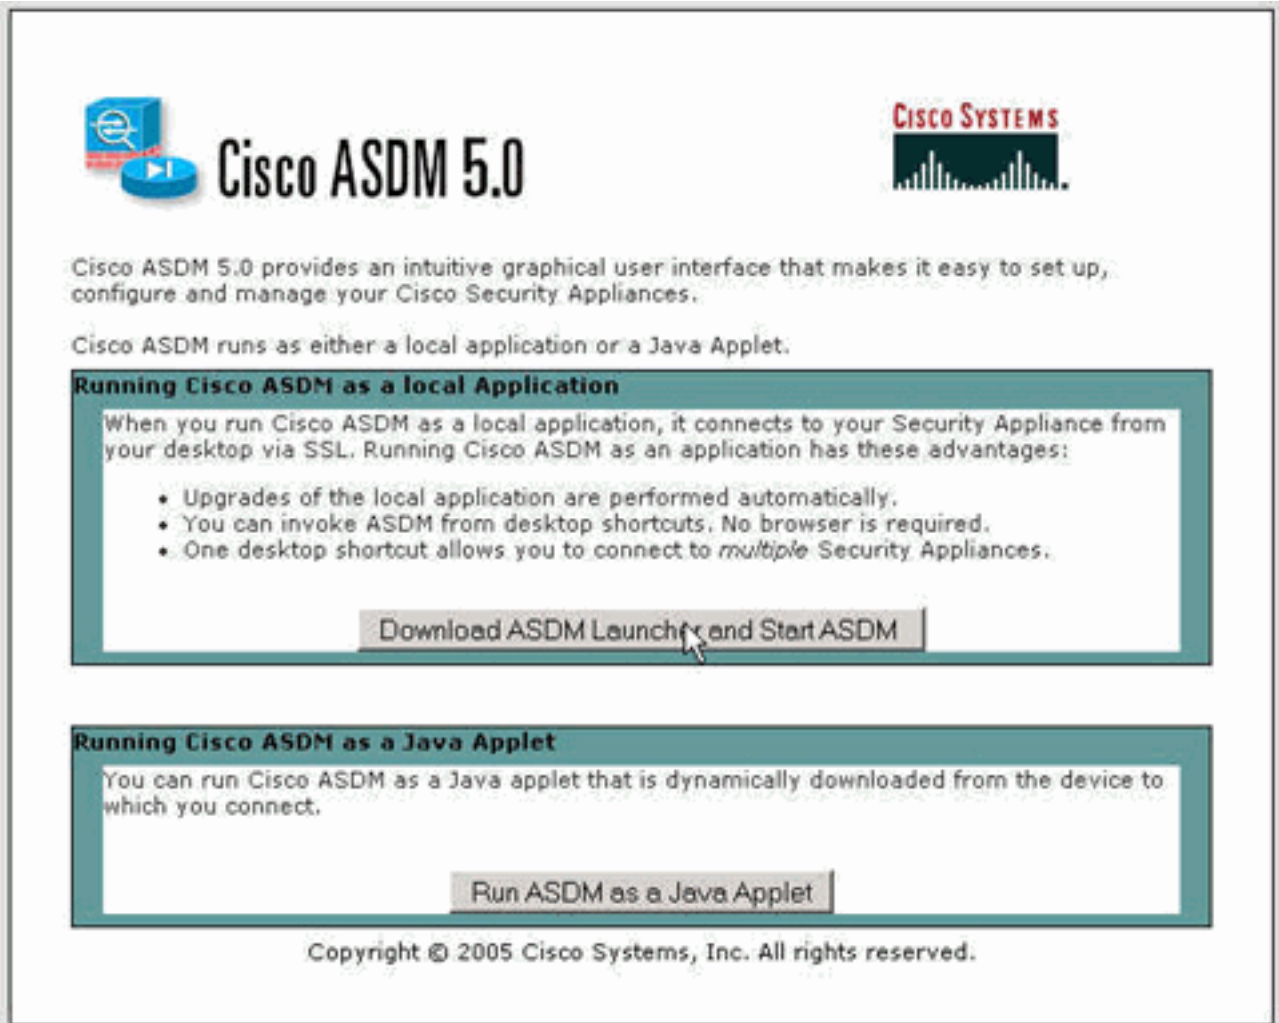 Cisco ASDM 5.0
CISCO SYSTEMS
Cisco ASDM 5.0 provides an intuitive graphical user interface that makes it easy to set up,
configure and manage your Cisco Security Appliances.
Cisco ASDM runs as either a local application or a Java Applet.
Running Cisco ASDM as a local Application
When you run Cisco ASDM as a local application, it connects to your Security Appliance from
your desktop via SSL. Running Cisco ASDM as an application has these advantages:
• Upgrades of the local application are performed automatically.
• You can invoke ASDM from desktop shortcuts. No browser is required.
• One desktop shortcut allows you to connect to multiple Security Appliances.
Download ASDM Launcher and Start ASDM
Running Cisco ASDM as a Java Applet
You can run Cisco ASDM as a Java applet that is dynamically downloaded from the device to
which you connect.
Run ASDM as a Java Applet
Copyright © 2005 Cisco Systems, Inc. All rights reserved.